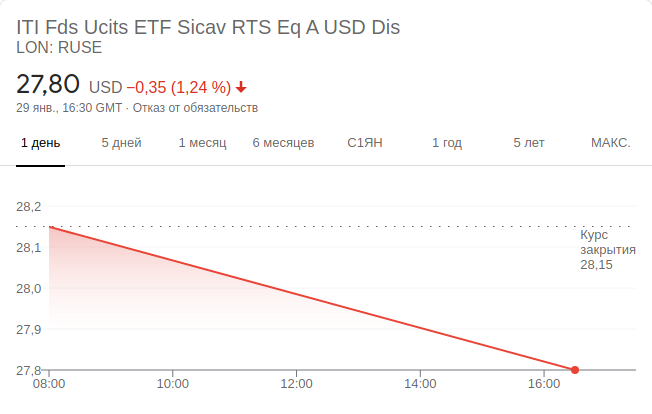 ITI Fds Ucits ETF Sicav RTS Eq A USD Dis
LON: RUSE
27,80 USD −0,35 (1,24 %)
29 янв., 16:30 GMT · Отказ от обязательств
1 день 5 дней 1 месяц 6 месяцев С1ЯН 1 год 5 лет МАКС.
28,2
Курс
закрытия
28,15
28,1
28,0
27,9
27,8
08:00 10:00 12:00 14:00 16:00